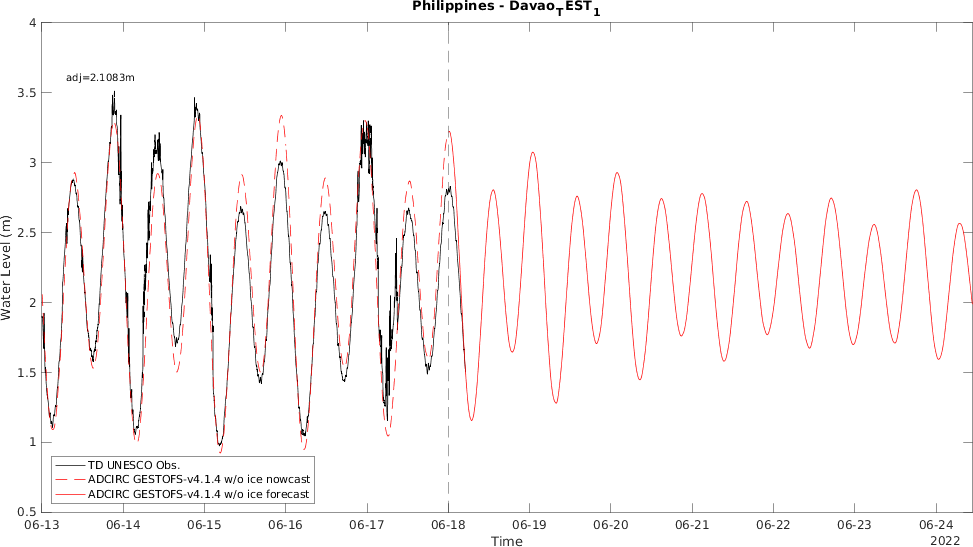 Philippines - Davao_TEST_1
4
adj=2.1083m
3.5
3
2.5
2
1.5
1
0.5
Water Level (m)
TD UNESCO Obs.
ADCIRC GESTOFS-v4.1.4 w/o ice nowcast
ADCIRC GESTOFS-v4.1.4 w/o ice forecast
06-13 06-14 06-15 06-16 06-17 06-18 06-19 06-20 06-21 06-22 06-23 06-24
Time 2022